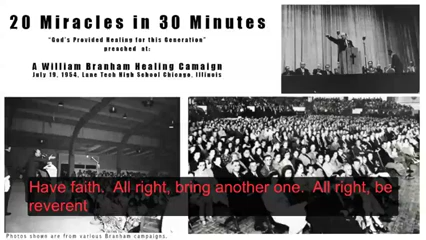 20 Miracles in 30 Minutes
"God's Provided Healing for this Generation"
preached at:
A William Branham Healing Camaign
July 19, 1954, Lane Tech High School Chicago, Illinois
Have faith.  All right, bring another one.  All right, be
reverent
Photos shown are from various Branham campaigns.